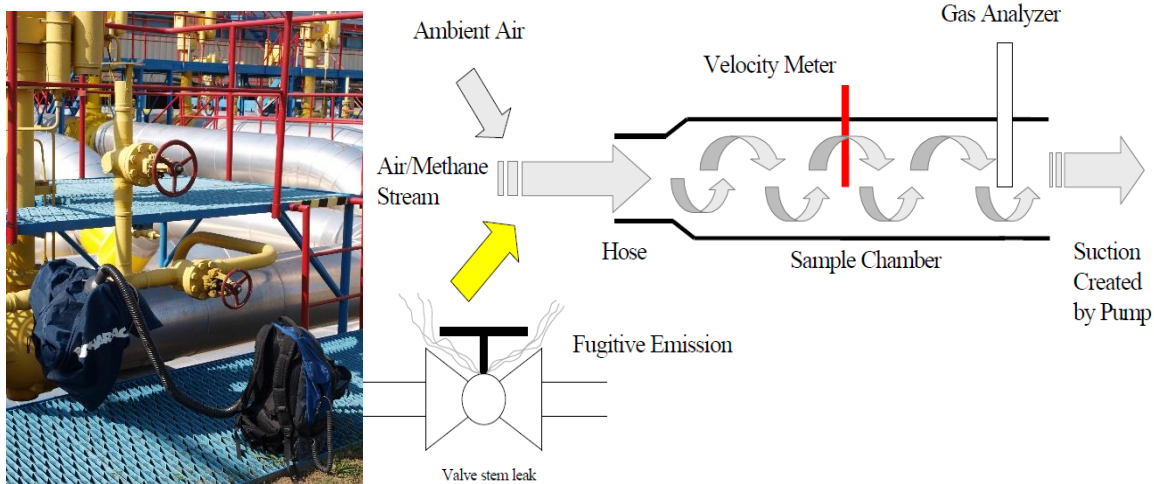 Gas Analyzer
Ambient Air
Velocity Meter
Air/Methane
Stream
Hose
Sample Chamber
Suction
Created
by Pump
Fugitive Emission
Valve stem leak